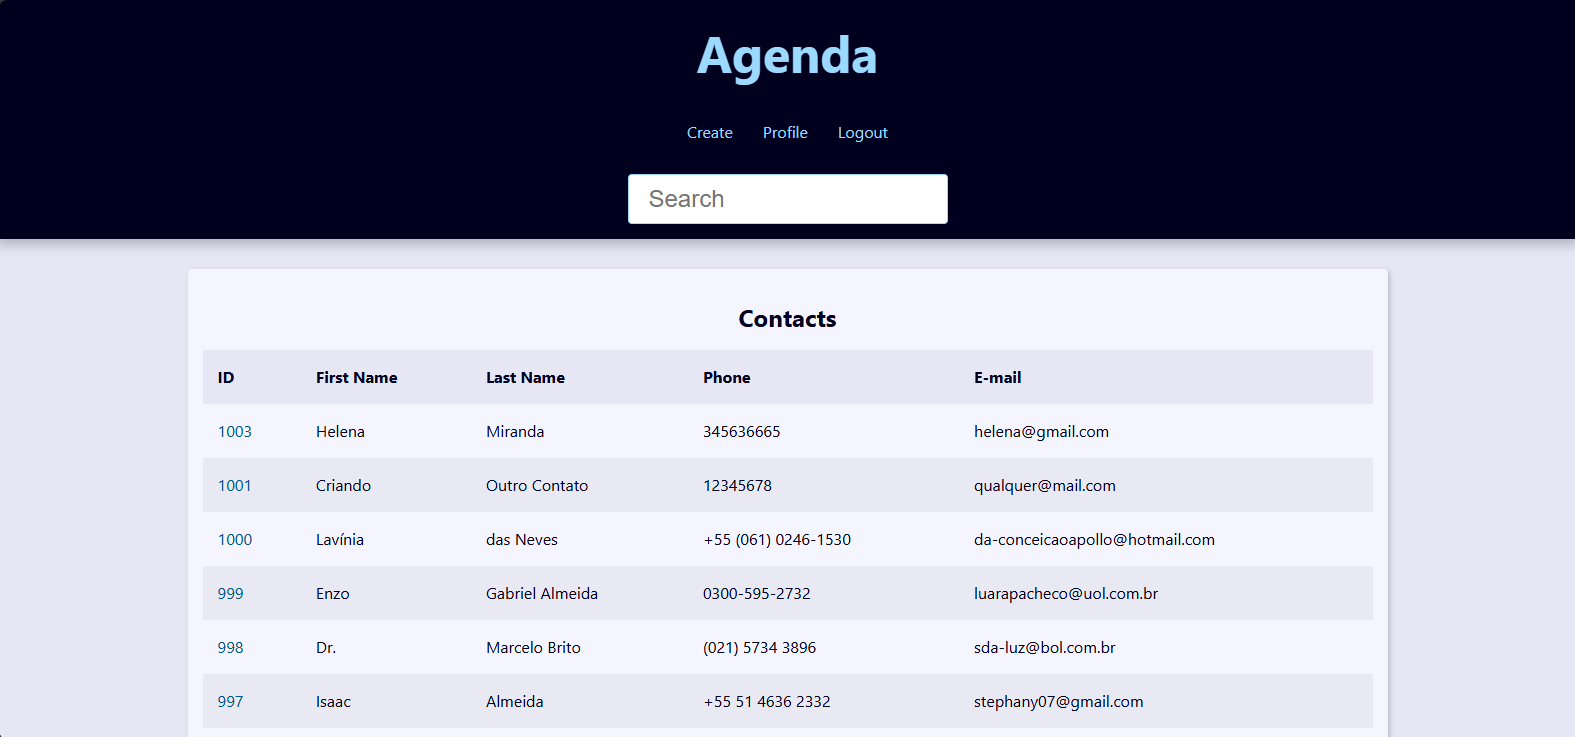 Agenda
Create Profile Logout
Search
Contacts
ID First Name Last Name Phone E-mail
1003 Helena Miranda 345636665 helena@gmail.com
1001 Criando Outro Contato 12345678 qualquer@mail.com
1000 Lavínia das Neves +55 (061) 0246-1530 da-conceicaoapollo@hotmail.com
999 Enzo Gabriel Almeida 0300-595-2732 luarapacheco@uol.com.br
998 Dr. Marcelo Brito (021) 5734 3896 sda-luz@bol.com.br
997 Isaac Almeida +55 51 4636 2332 stephany07@gmail.com